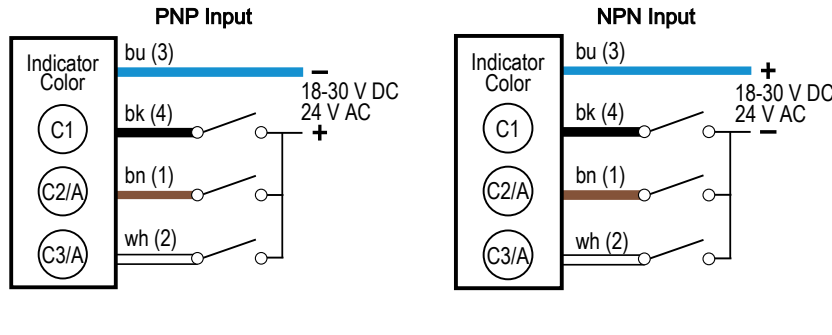 PNP Input
Indicator
Color
bu (3)
−
18-30 V DC
24 V AC
+
C1
bk (4)
C2/A
bn (1)
C3/A
wh (2)
NPN Input
Indicator
Color
bu (3)
+
18-30 V DC
24 V AC
−
C1
bk (4)
C2/A
bn (1)
C3/A
wh (2)